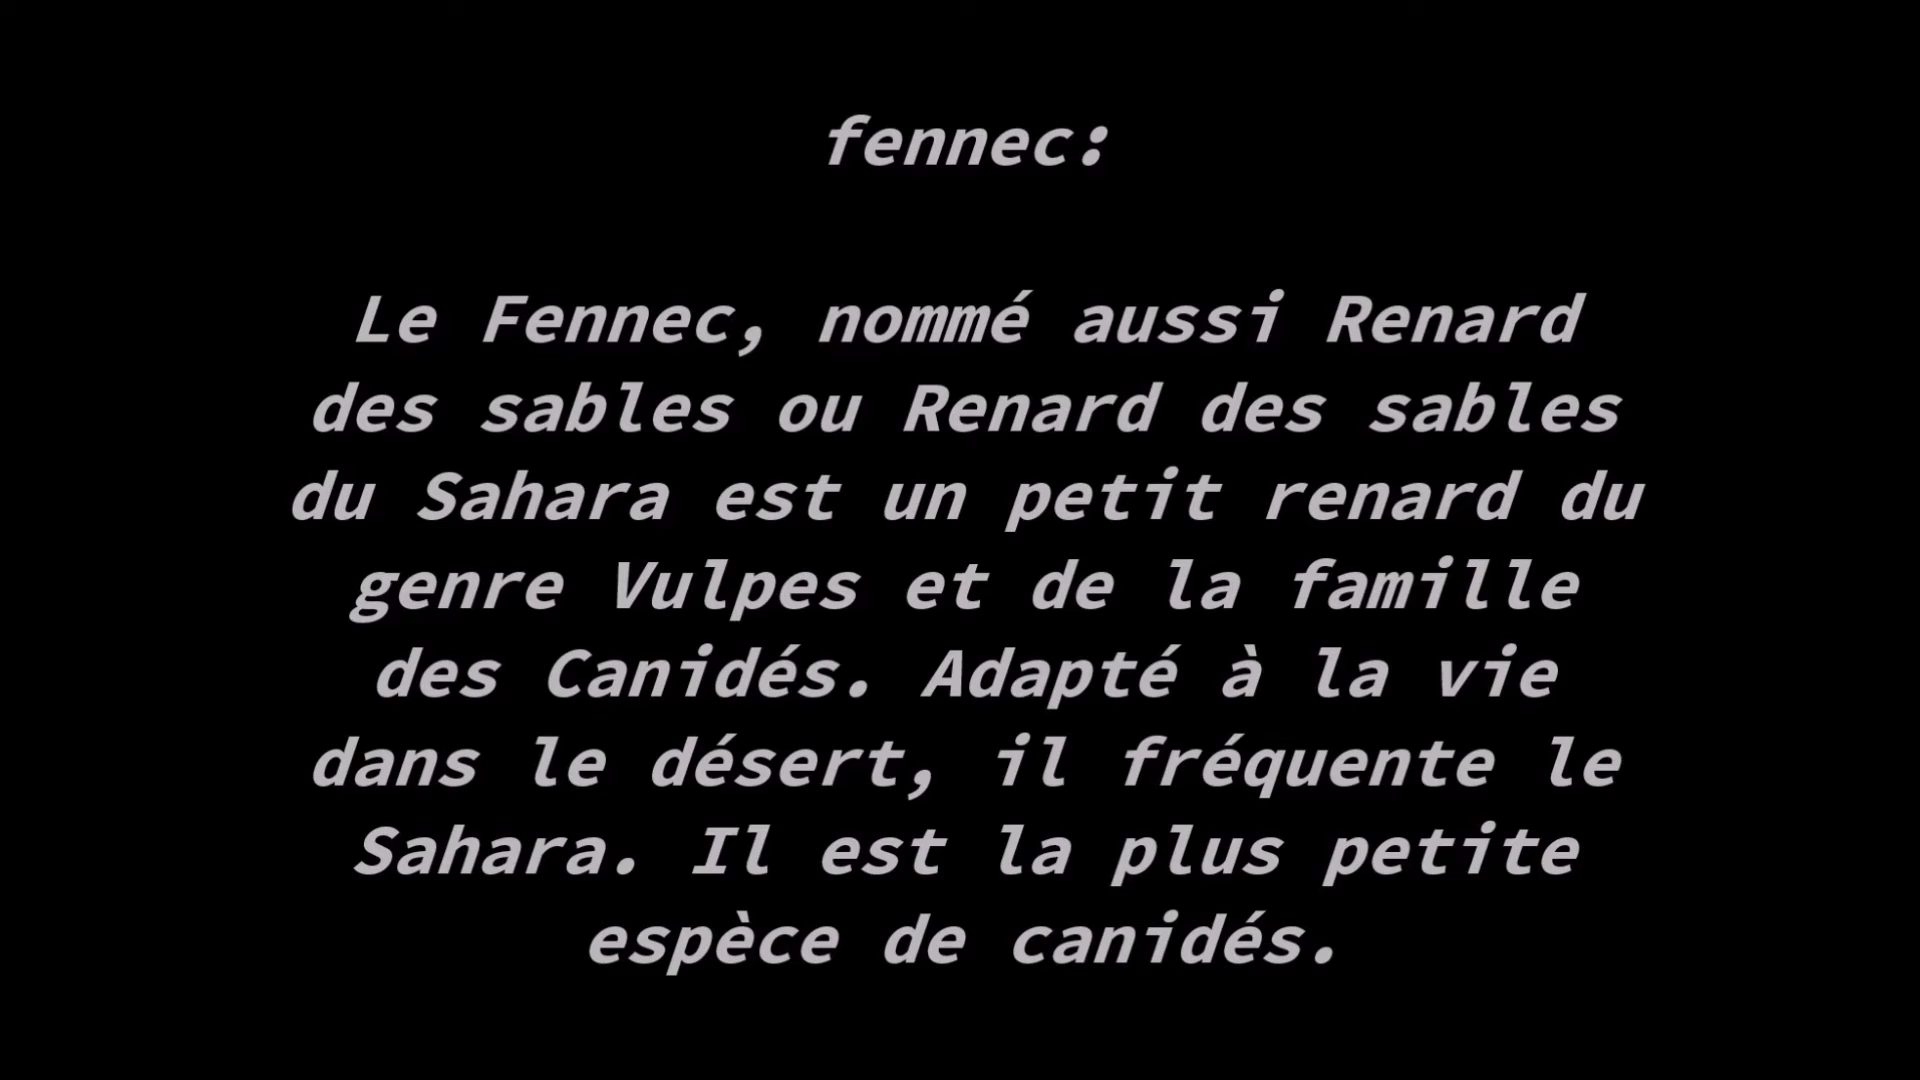 fennec:
Le Fennec, nommé aussi Renard
des sables ou Renard des sables
du Sahara est un petit renard du
genre Vulpes et de la famille
des Canidés. Adapté à la vie
dans le désert, il fréquente le
Sahara. Il est la plus petite
espèce de canidés.